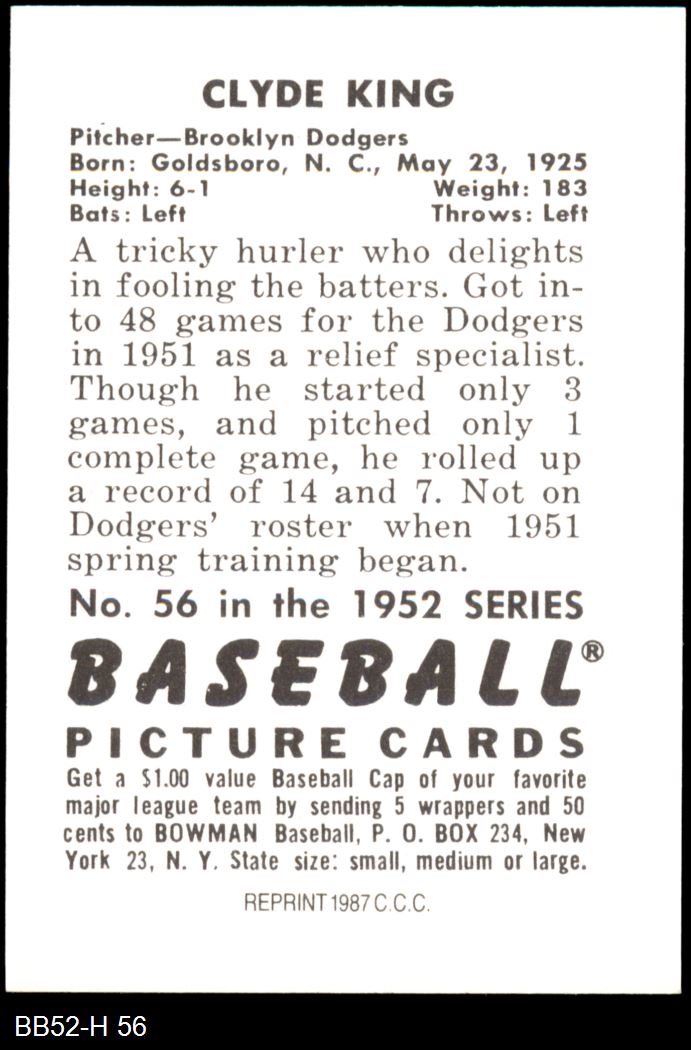 CLYDE KING
Pitcher—Brooklyn Dodgers
Born: Goldsboro, N. C., May 23, 1925
Height: 6-1 Weight: 183
Bats: Left Throws: Left
A tricky hurler who delights
in fooling the batters. Got in-
to 48 games for the Dodgers
in 1951 as a relief specialist.
Though he started only 3
games, and pitched only 1
complete game, he rolled up
a record of 14 and 7. Not on
Dodgers' roster when 1951
spring training began.
No. 56 in the 1952 SERIES
BASEBALL®
PICTURE CARDS
Get a $1.00 value Baseball Cap of your favorite
major league team by sending 5 wrappers and 50
cents to BOWMAN Baseball, P. O. BOX 234, New
York 23, N. Y. State size: small, medium or large.
REPRINT 1987 C.C.C.
BB52-H 56